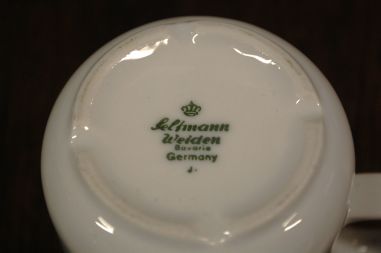 Seltmann
Weiden
Bavaria
Germany